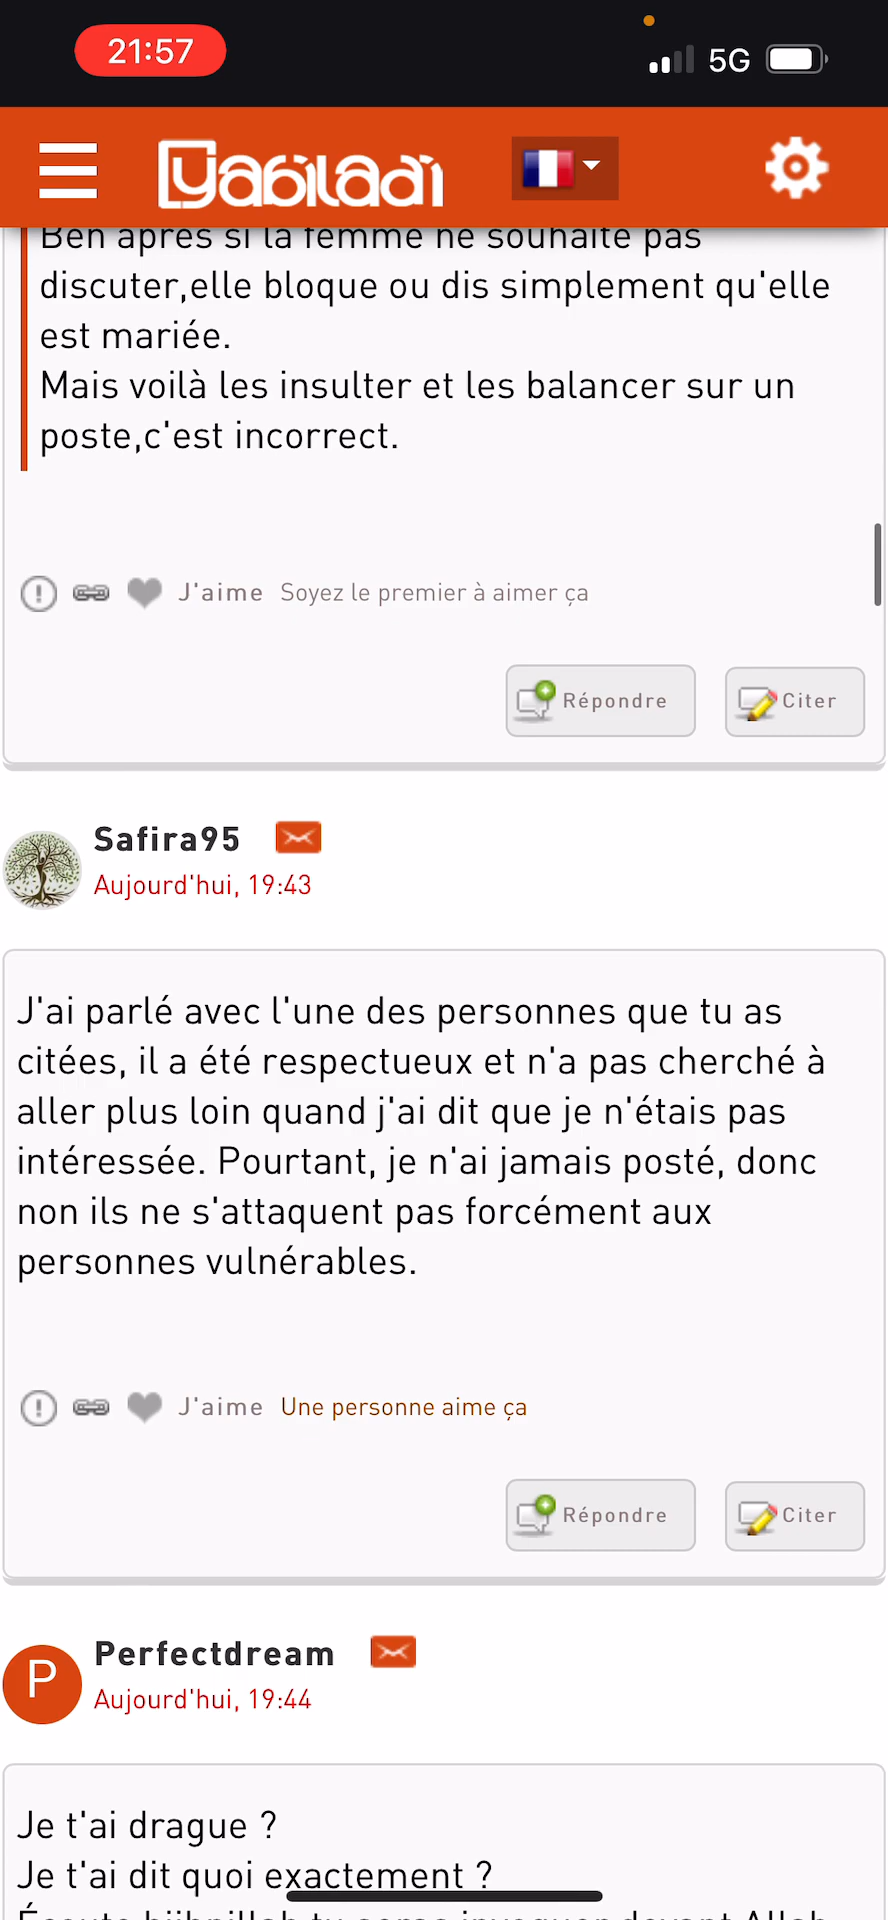 21:57
5G
Yabiladi
Ben après si la femme ne souhaite pas
discuter,elle bloque ou dis simplement qu'elle
est mariée.
Mais voilà les insulter et les balancer sur un
poste,c'est incorrect.
J'aime Soyez le premier à aimer ça
Répondre Citer
Safira95
Aujourd'hui, 19:43
J'ai parlé avec l'une des personnes que tu as
citées, il a été respectueux et n'a pas cherché à
aller plus loin quand j'ai dit que je n'étais pas
intéressée. Pourtant, je n'ai jamais posté, donc
non ils ne s'attaquent pas forcément aux
personnes vulnérables.
J'aime Une personne aime ça
Répondre Citer
P
Perfectdream
Aujourd'hui, 19:44
Je t'ai drague ?
Je t'ai dit quoi exactement ?